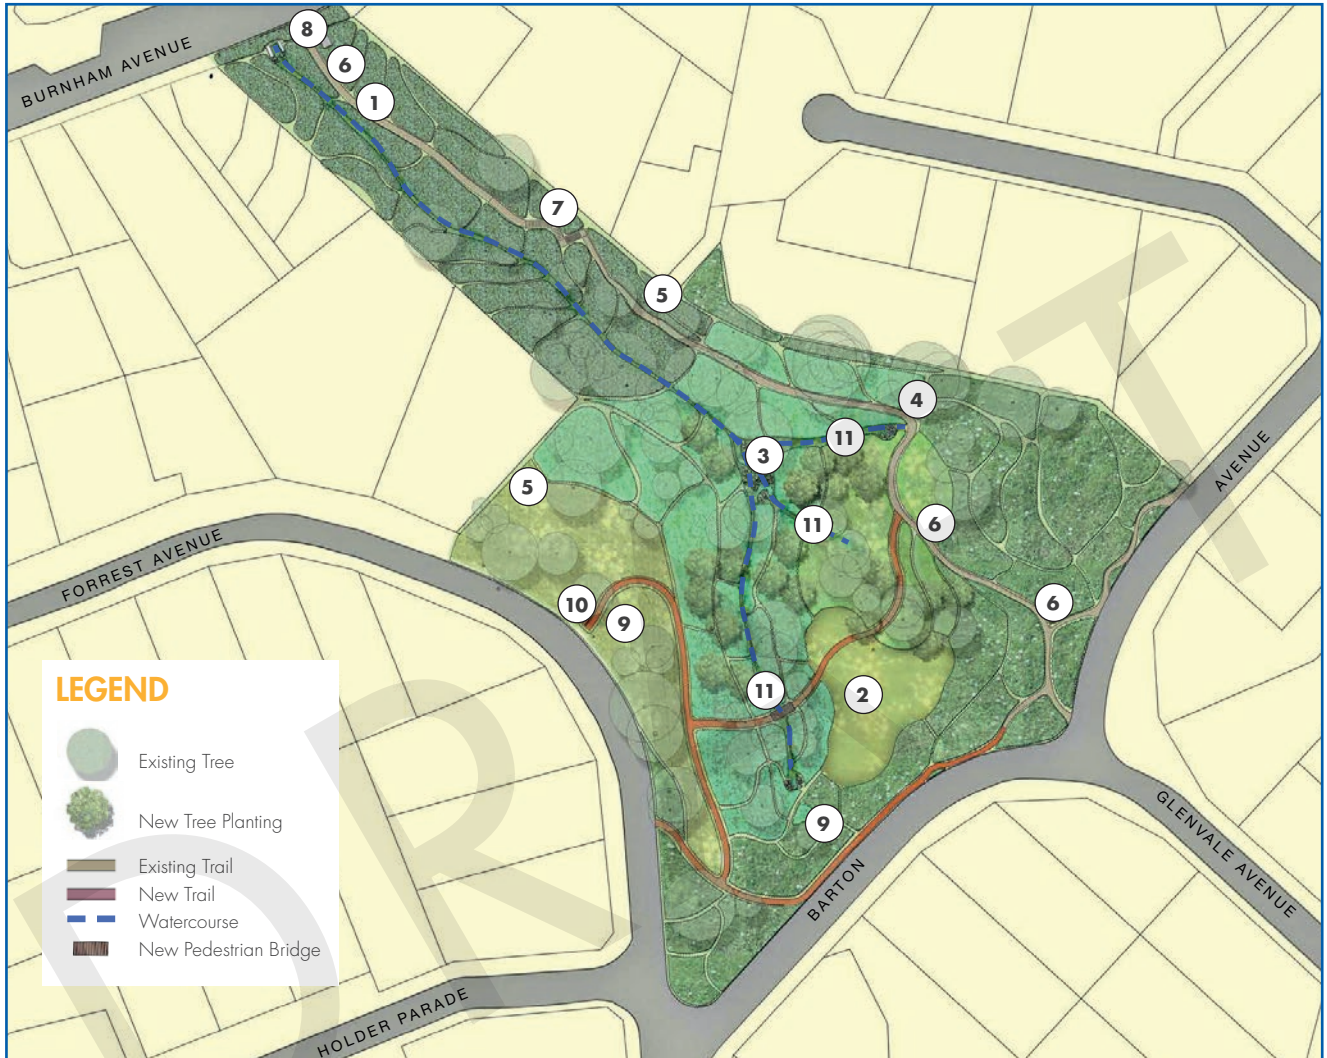 BURNHAM AVENUE
8
6
1
7
5
4
11
3
5
11
6
AVENUE
FORREST AVENUE
10
9
6
11
2
9
BARTON
GLENVALE AVENUE
HOLDER PARADE
LEGEND
Existing Tree
New Tree Planting
Existing Trail
New Trail
Watercourse
New Pedestrian Bridge
DRAFT